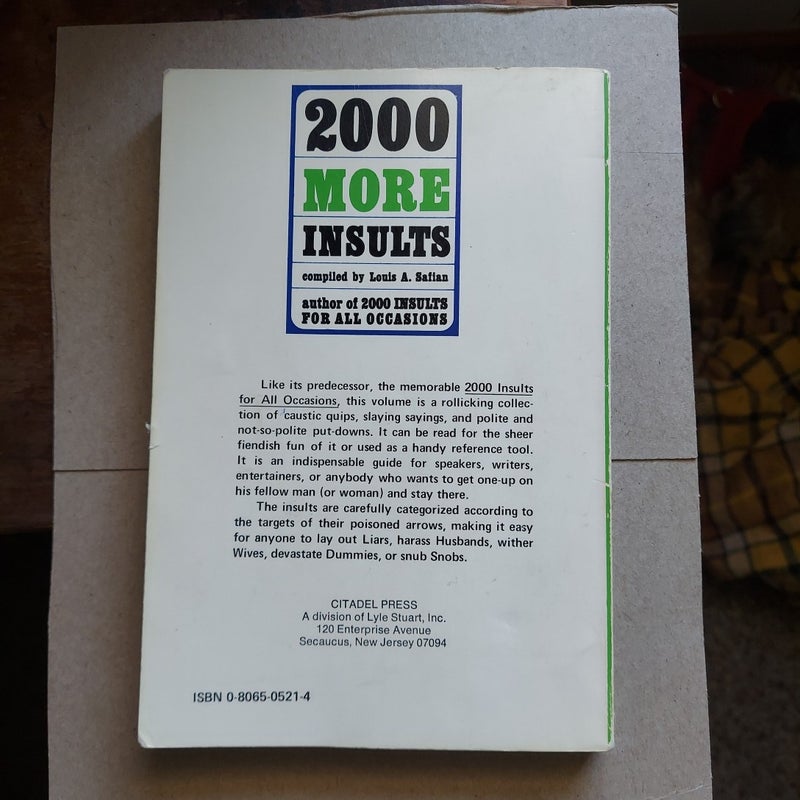 2000
MORE
INSULTS
compiled by Louis A. Safian
author of 2000 INSULTS
FOR ALL OCCASIONS
Like its predecessor, the memorable 2000 Insults
for All Occasions, this volume is a rollicking collec-
tion of caustic quips, slaying sayings, and polite and
not-so-polite put-downs. It can be read for the sheer
fiendish fun of it or used as a handy reference tool.
It is an indispensable guide for speakers, writers,
entertainers, or anybody who wants to get one-up on
his fellow man (or woman) and stay there.
The insults are carefully categorized according to
the targets of their poisoned arrows, making it easy
for anyone to lay out Liars, harass Husbands, wither
Wives, devastate Dummies, or snub Snobs.
CITADEL PRESS
A division of Lyle Stuart, Inc.
120 Enterprise Avenue
Secaucus, New Jersey 07094
ISBN 0-8065-0521-4